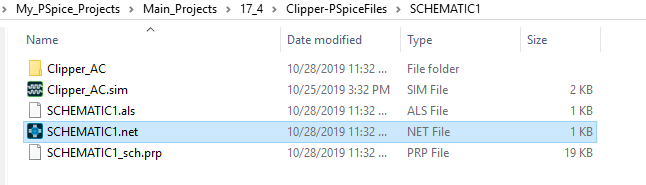 My_PSpice_Projects > Main_Projects > 17_4 > Clipper-PSpiceFiles > SCHEMATIC1
Name Date modified Type Size
Clipper_AC 10/28/2019 11:32 ... File folder
Clipper_AC.sim 10/25/2019 3:32 PM SIM File 2 KB
SCHEMATIC1.als 10/28/2019 11:32 ... ALS File 1 KB
SCHEMATIC1.net 10/28/2019 11:32 ... NET File 1 KB
SCHEMATIC1_sch.prp 10/28/2019 11:32 ... PRP File 19 KB